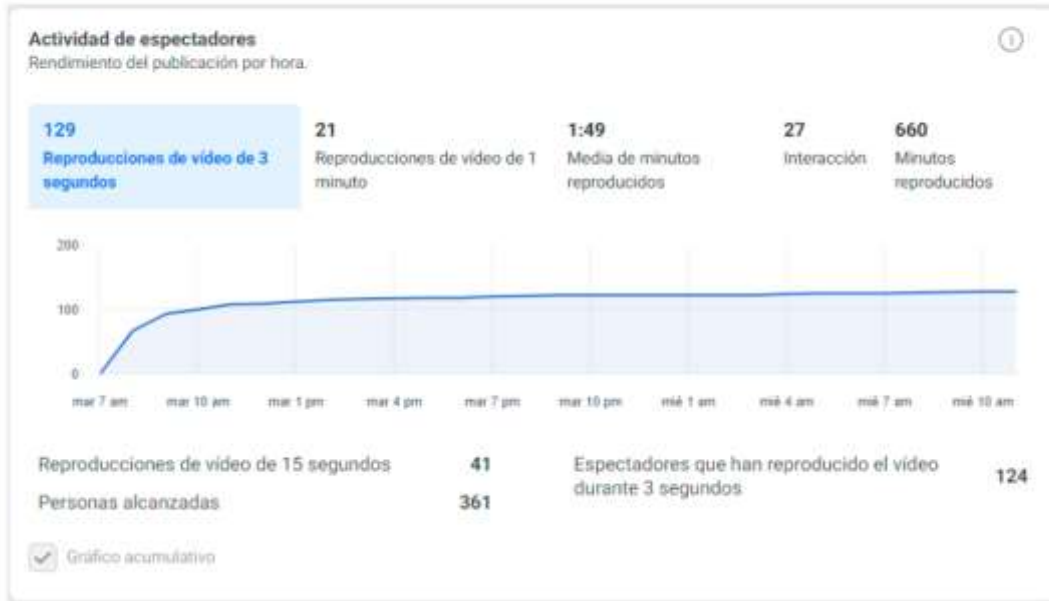 Actividad de espectadores
Rendimiento del publicación por hora.
129
Reproducciones de vídeo de 3
segundos
21
Reproducciones de vídeo de 1
minuto
1:49
Media de minutos
reproducidos
27
Interacción
660
Minutos
reproducidos
200
100
0
mar 7 am mar 10 am mar 1 pm mar 4 pm mar 7 pm mar 10 pm mié 1 am mié 4 am mié 7 am mié 10 am
Reproducciones de vídeo de 15 segundos 41
Personas alcanzadas 361
Espectadores que han reproducido el vídeo
durante 3 segundos 124
Gráfico acumulativo